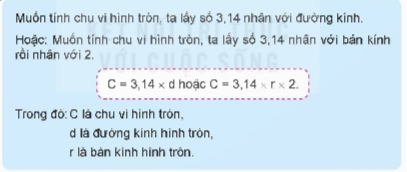 Muốn tính chu vi hình tròn, ta lấy số 3,14 nhân với đường kính.
Hoặc: Muốn tính chu vi hình tròn, ta lấy số 3,14 nhân với bán kính
rồi nhân với 2.
C = 3,14 × d hoặc C = 3,14 × r × 2.
Trong đó: C là chu vi hình tròn,
d là đường kính hình tròn,
r là bán kính hình tròn.